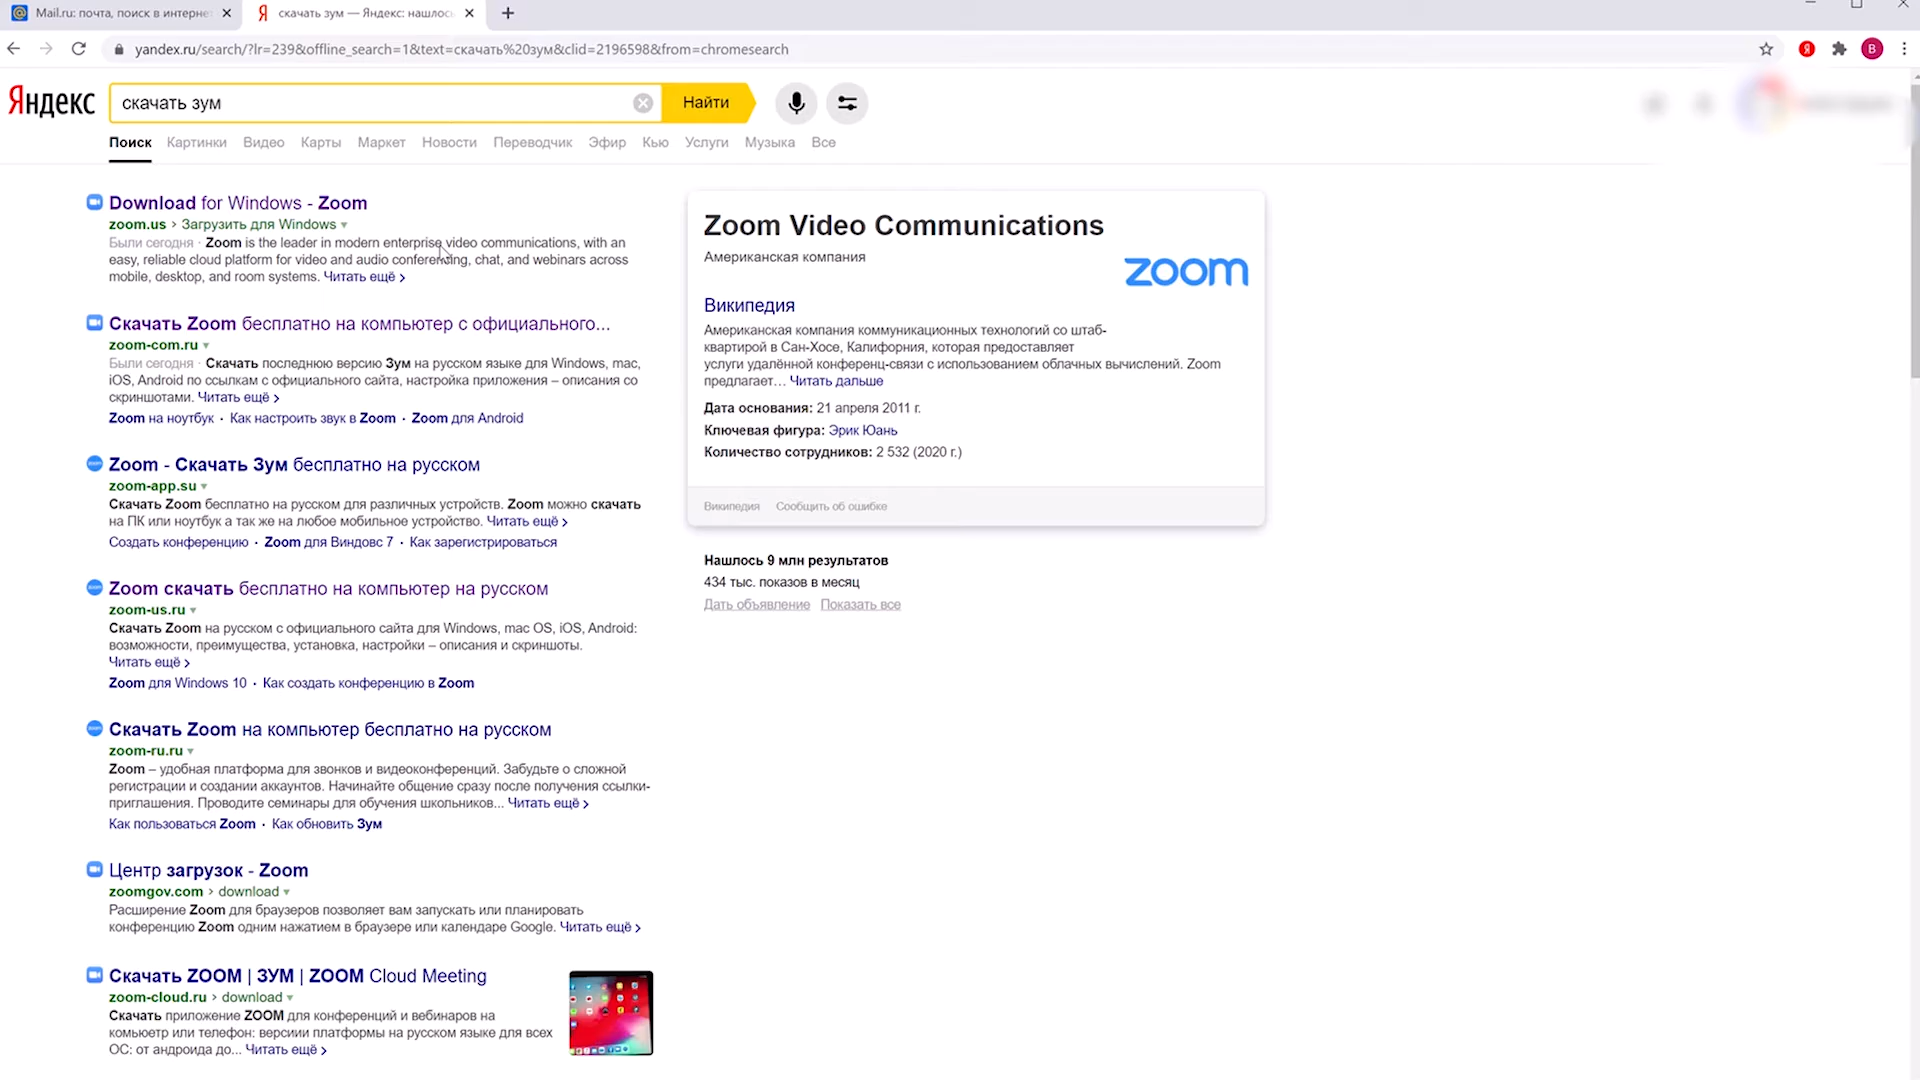 Mail.ru: почта, поиск в интернет
скачать зум — Яндекс: нашлось
yandex.ru/search/?lr=239&offline_search=1&text=скачать%20зум&clid=2196598&from=chromesearch
Я
B
Яндекс
скачать зум
Найти
Поиск Картинки Видео Карты Маркет Новости Переводчик Эфир Кью Услуги Музыка Все
Download for Windows - Zoom
zoom.us › Загрузить для Windows
Были сегодня · Zoom is the leader in modern enterprise video communications, with an
easy, reliable cloud platform for video and audio conferencing, chat, and webinars across
mobile, desktop, and room systems. Читать ещё ›
Скачать Zoom бесплатно на компьютер с официального...
zoom-com.ru
Были сегодня · Скачать последнюю версию Зум на русском языке для Windows, mac,
iOS, Android по ссылкам с официального сайта, настройка приложения – описания со
скриншотами. Читать ещё ›
Zoom на ноутбук · Как настроить звук в Zoom · Zoom для Android
Zoom - Скачать Зум бесплатно на русском
zoom-app.su
Скачать Zoom бесплатно на русском для различных устройств. Zoom можно скачать
на ПК или ноутбук а так же на любое мобильное устройство. Читать ещё ›
Создать конференцию · Zoom для Виндовс 7 · Как зарегистрироваться
Zoom скачать бесплатно на компьютер на русском
zoom-us.ru
Скачать Zoom на русском с официального сайта для Windows, mac OS, iOS, Android:
возможности, преимущества, установка, настройки – описания и скриншоты.
Читать ещё ›
Zoom для Windows 10 · Как создать конференцию в Zoom
Скачать Zoom на компьютер бесплатно на русском
zoom-ru.ru
Zoom – удобная платформа для звонков и видеоконференций. Забудьте о сложной
регистрации и создании аккаунтов. Начинайте общение сразу после получения ссылки-
приглашения. Проводите семинары для обучения школьников... Читать ещё ›
Как пользоваться Zoom · Как обновить Зум
Центр загрузок - Zoom
zoomgov.com › download
Расширение Zoom для браузеров позволяет вам запускать или планировать
конференцию Zoom одним нажатием в браузере или календаре Google. Читать ещё ›
Скачать ZOOM | ЗУМ | ZOOM Cloud Meeting
zoom-cloud.ru › download
Скачать приложение ZOOM для конференций и вебинаров на
комьюетр или телефон: версиии платформы на русском языке для всех
ОС: от андроида до... Читать ещё ›
Zoom Video Communications
Американская компания
zoom
Википедия
Американская компания коммуникационных технологий со штаб-
квартирой в Сан-Хосе, Калифорния, которая предоставляет
услуги удалённой конференц-связи с использованием облачных вычислений. Zoom
предлагает… Читать дальше
Дата основания: 21 апреля 2011 г.
Ключевая фигура: Эрик Юань
Количество сотрудников: 2 532 (2020 г.)
Википедия Сообщить об ошибке
Нашлось 9 млн результатов
434 тыс. показов в месяц
Дать объявление Показать все